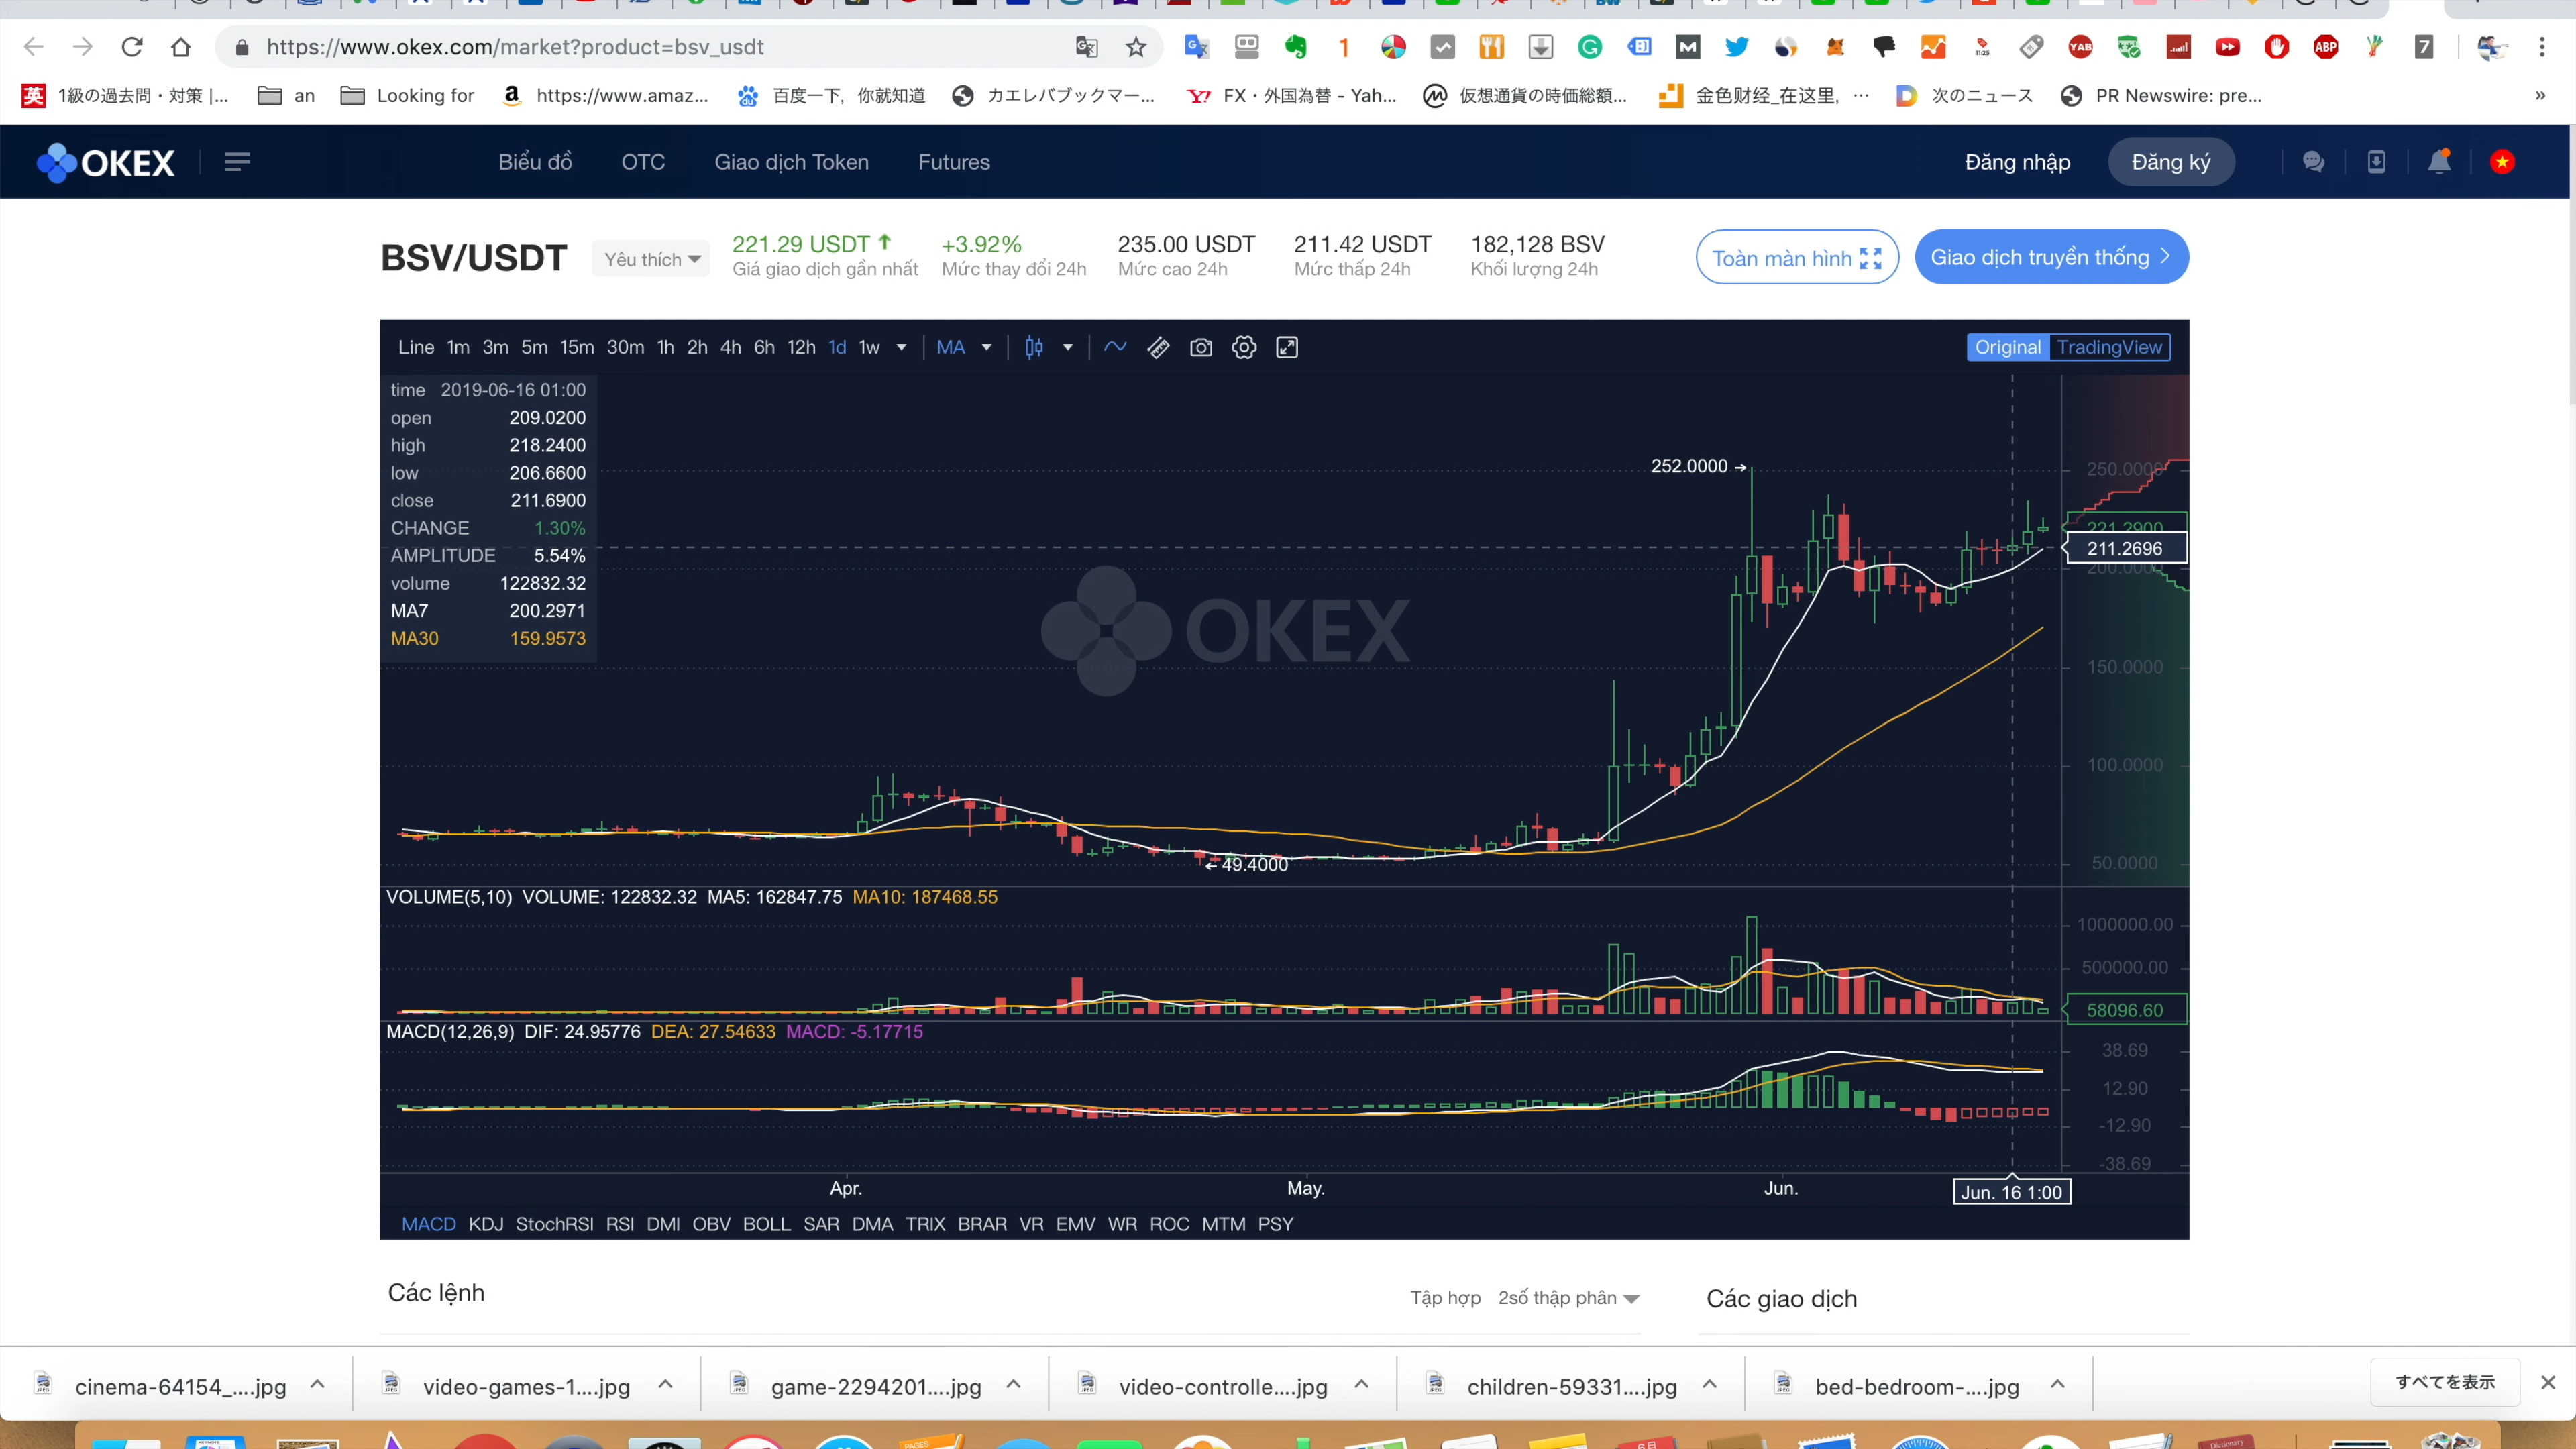 https://www.okex.com/market?product=bsv_usdt
1級の過去問・対策 |...
an
Looking for
https://www.amaz...
百度一下，你就知道
カエレバブックマー...
FX・外国為替 - Yah...
仮想通貨の時価総額...
金色财经_在这里, ...
次のニュース
PR Newswire: pre...
»
OKEX
Biểu đồ
OTC
Giao dịch Token
Futures
Đăng nhập
Đăng ký
BSV/USDT
Yêu thích
221.29 USDT
Giá giao dịch gần nhất
+3.92%
Mức thay đổi 24h
235.00 USDT
Mức cao 24h
211.42 USDT
Mức thấp 24h
182,128 BSV
Khối lượng 24h
Toàn màn hình
Giao dịch truyền thống
Line 1m 3m 5m 15m 30m 1h 2h 4h 6h 12h 1d 1w MA
Original TradingView
time 2019-06-16 01:00
open 209.0200
high 218.2400
low 206.6600
close 211.6900
CHANGE 1.30%
AMPLITUDE 5.54%
volume 122832.32
MA7 200.2971
MA30 159.9573
OKEX
252.0000
49.4000
250.0000
221.2900
211.2696
200.0000
150.0000
100.0000
50.0000
VOLUME(5,10) VOLUME: 122832.32 MA5: 162847.75 MA10: 187468.55
1000000.00
500000.00
58096.60
MACD(12,26,9) DIF: 24.95776 DEA: 27.54633 MACD: -5.17715
38.69
12.90
-12.90
-38.69
Apr.
May.
Jun.
Jun. 16 1:00
MACD KDJ StochRSI RSI DMI OBV BOLL SAR DMA TRIX BRAR VR EMV WR ROC MTM PSY
Các lệnh
Tập hợp
2số thập phân
Các giao dịch
cinema-64154_....jpg
video-games-1....jpg
game-2294201....jpg
video-controlle....jpg
children-59331....jpg
bed-bedroom-....jpg
すべてを表示